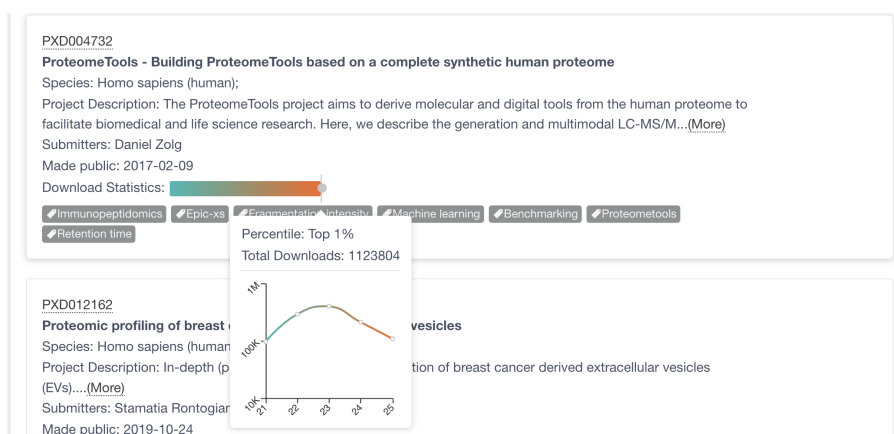 PXD004732
ProteomeTools - Building ProteomeTools based on a complete synthetic human proteome
Species: Homo sapiens (human);
Project Description: The ProteomeTools project aims to derive molecular and digital tools from the human proteome to
facilitate biomedical and life science research. Here, we describe the generation and multimodal LC-MS/M...(More)
Submitters: Daniel Zolg
Made public: 2017-02-09
Download Statistics:
Immunopeptidomics Epic-xs Fragmentation intensity Machine learning Benchmarking Proteometools
Retention time
Percentile: Top 1%
Total Downloads: 1123804
1M
100K
10K
21 22 23 24 25
PXD012162
Proteomic profiling of breast vesicles
Species: Homo sapiens (human
Project Description: In-depth tion of breast cancer derived extracellular vesicles
(EVs)....(More)
Submitters: Stamatia
Made public: 2019-10-24